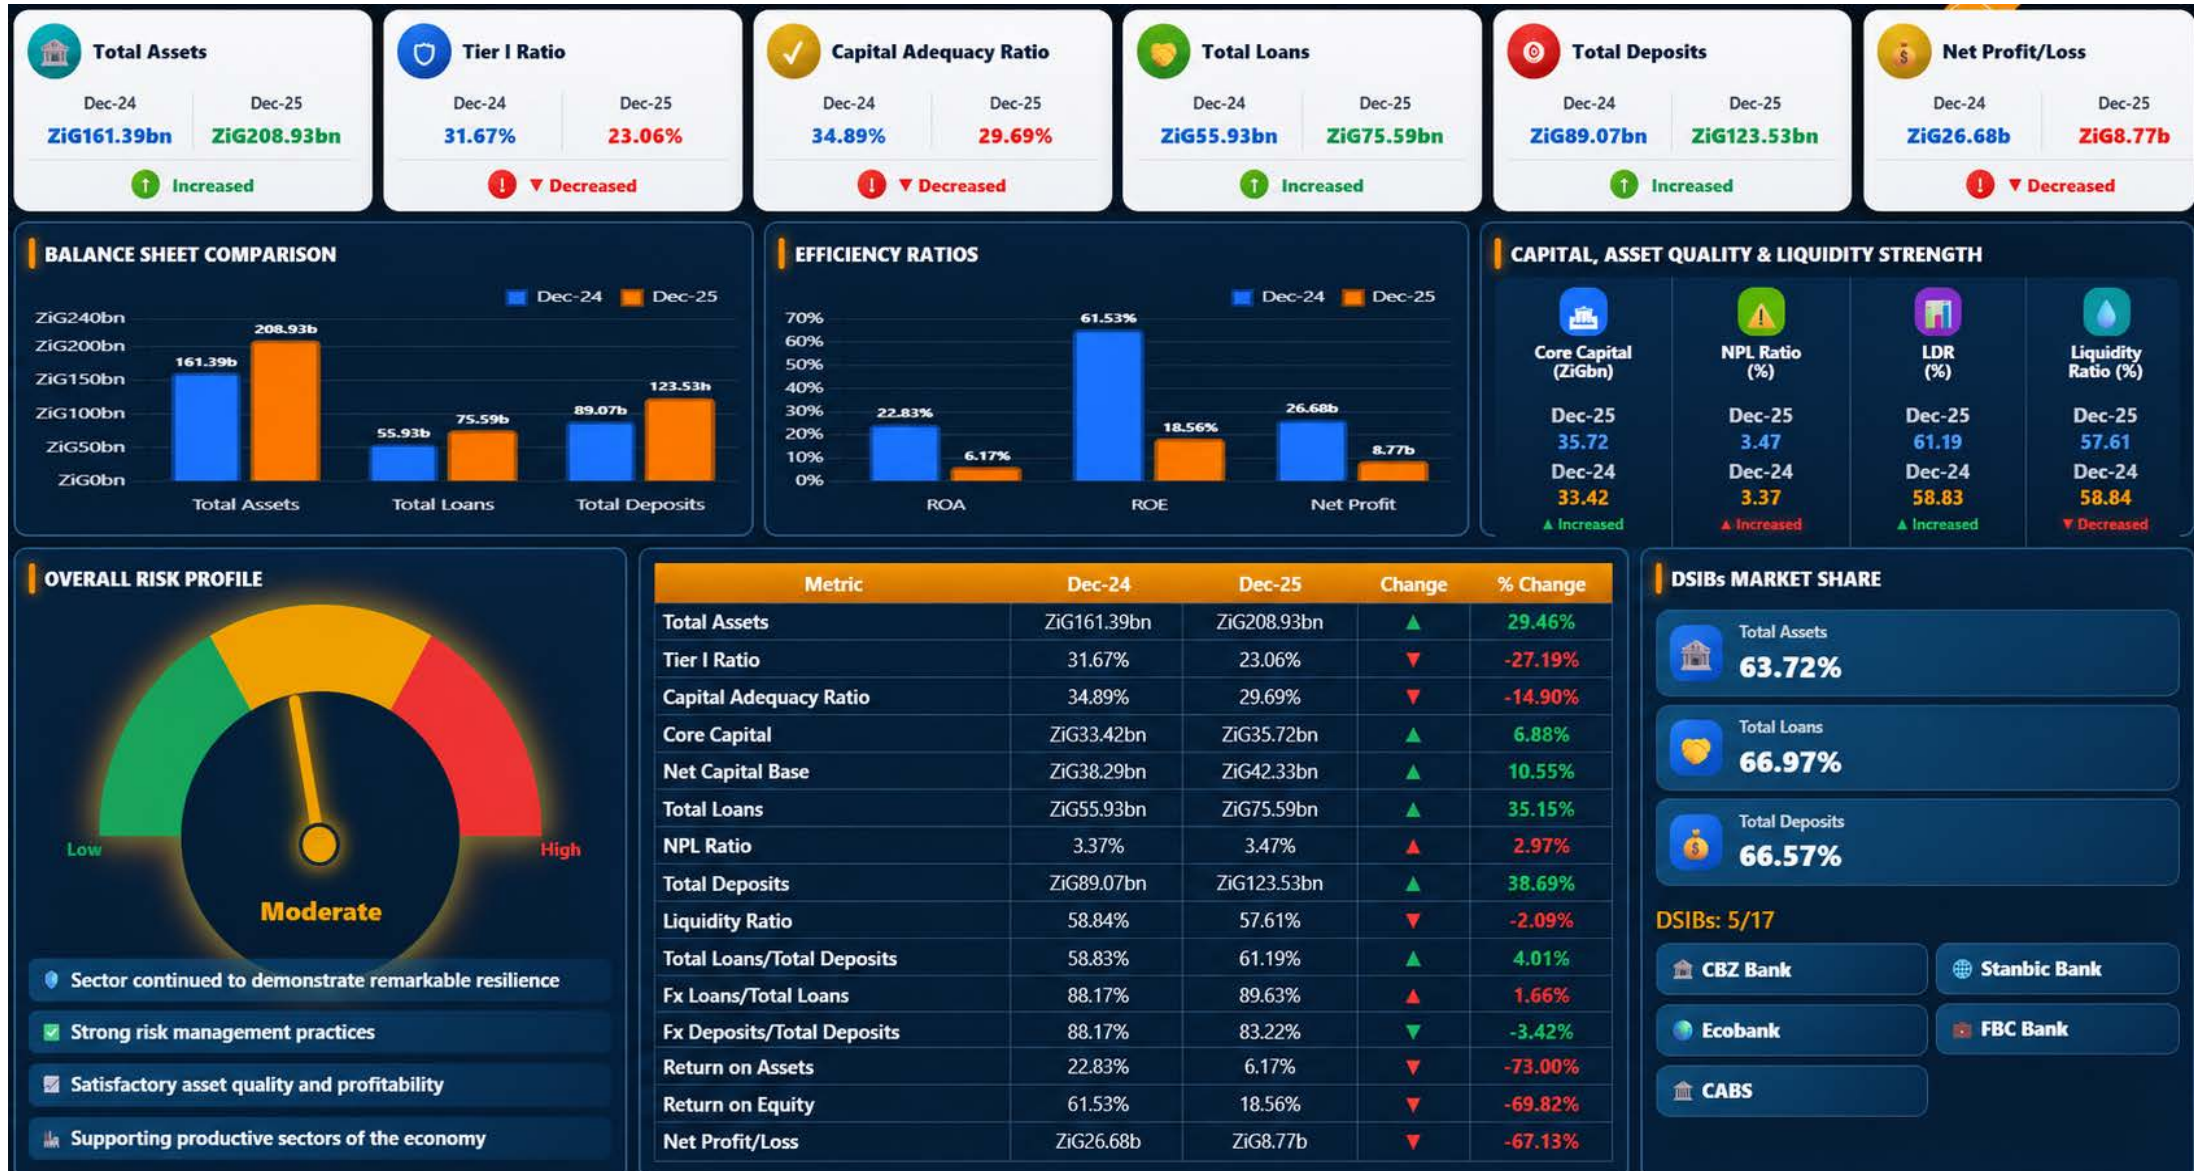 Total Assets
Dec-24 Dec-25
ZiG161.39bn ZiG208.93bn
Increased
Tier I Ratio
Dec-24 Dec-25
31.67% 23.06%
▼ Decreased
Capital Adequacy Ratio
Dec-24 Dec-25
34.89% 29.69%
▼ Decreased
Total Loans
Dec-24 Dec-25
ZiG55.93bn ZiG75.59bn
Increased
Total Deposits
Dec-24 Dec-25
ZiG89.07bn ZiG123.53bn
Increased
Net Profit/Loss
Dec-24 Dec-25
ZiG26.68b ZiG8.77b
▼ Decreased
BALANCE SHEET COMPARISON
Dec-24 Dec-25
ZiG240bn
ZiG200bn
ZiG150bn
ZiG100bn
ZiG50bn
ZiG0bn
161.39b 208.93b
55.93b 75.59b
89.07b 123.53b
Total Assets Total Loans Total Deposits
EFFICIENCY RATIOS
Dec-24 Dec-25
70%
60%
50%
40%
30%
20%
10%
0%
22.83% 6.17%
61.53% 18.56%
26.68b 8.77b
ROA ROE Net Profit
CAPITAL, ASSET QUALITY & LIQUIDITY STRENGTH
Core Capital
(ZiGbn)
Dec-25
35.72
Dec-24
33.42
▲ Increased
NPL Ratio
(%)
Dec-25
3.47
Dec-24
3.37
▲ Increased
LDR
(%)
Dec-25
61.19
Dec-24
58.83
▲ Increased
Liquidity
Ratio (%)
Dec-25
57.61
Dec-24
58.84
▼ Decreased
OVERALL RISK PROFILE
Low High
Moderate
Sector continued to demonstrate remarkable resilience
Strong risk management practices
Satisfactory asset quality and profitability
Supporting productive sectors of the economy
Metric Dec-24 Dec-25 Change % Change
Total Assets ZiG161.39bn ZiG208.93bn ▲ 29.46%
Tier I Ratio 31.67% 23.06% ▼ -27.19%
Capital Adequacy Ratio 34.89% 29.69% ▼ -14.90%
Core Capital ZiG33.42bn ZiG35.72bn ▲ 6.88%
Net Capital Base ZiG38.29bn ZiG42.33bn ▲ 10.55%
Total Loans ZiG55.93bn ZiG75.59bn ▲ 35.15%
NPL Ratio 3.37% 3.47% ▲ 2.97%
Total Deposits ZiG89.07bn ZiG123.53bn ▲ 38.69%
Liquidity Ratio 58.84% 57.61% ▼ -2.09%
Total Loans/Total Deposits 58.83% 61.19% ▲ 4.01%
Fx Loans/Total Loans 88.17% 89.63% ▲ 1.66%
Fx Deposits/Total Deposits 88.17% 83.22% ▼ -3.42%
Return on Assets 22.83% 6.17% ▼ -73.00%
Return on Equity 61.53% 18.56% ▼ -69.82%
Net Profit/Loss ZiG26.68b ZiG8.77b ▼ -67.13%
DSIBs MARKET SHARE
Total Assets
63.72%
Total Loans
66.97%
Total Deposits
66.57%
DSIBs: 5/17
CBZ Bank
Stanbic Bank
Ecobank
FBC Bank
CABS